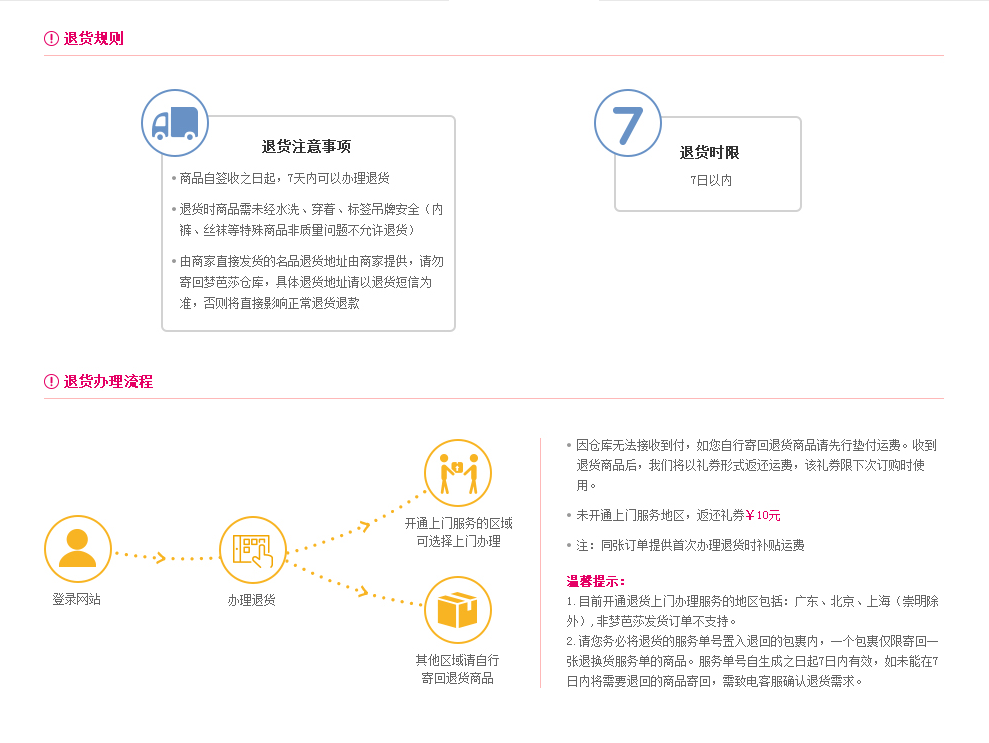 退货规则
7
退货注意事项
商品自签收之日起，7天内可以办理退货
退货时商品需未经水洗、穿着、标签吊牌安全（内
裤、丝袜等特殊商品非质量问题不允许退货）
由商家直接发货的名品退货地址由商家提供，请勿
寄回梦芭莎仓库，具体退货地址请以退货短信为
准，否则将直接影响正常退货退款
退货时限
7日以内
退货办理流程
登录网站
办理退货
开通上门服务的区域
可选择上门办理
其他区域请自行
寄回退货商品
因仓库无法接收到付，如您自行寄回退货商品请先行垫付运费。收到
退货商品后，我们将以礼券形式返还运费，该礼券限下次订购时使
用。
未开通上门服务地区，返还礼券￥10元
注：同张订单提供首次办理退货时补贴运费
温馨提示：
1.目前开通退货上门办理服务的地区包括：广东、北京、上海（崇明除
外）,非梦芭莎发货订单不支持。
2.请您务必将退货的服务单号置入退回的包裹内，一个包裹仅限寄回一
张退换货服务单的商品。服务单号自生成之日起7日内有效，如未能在7
日内将需要退回的商品寄回，需致电客服确认退货需求。